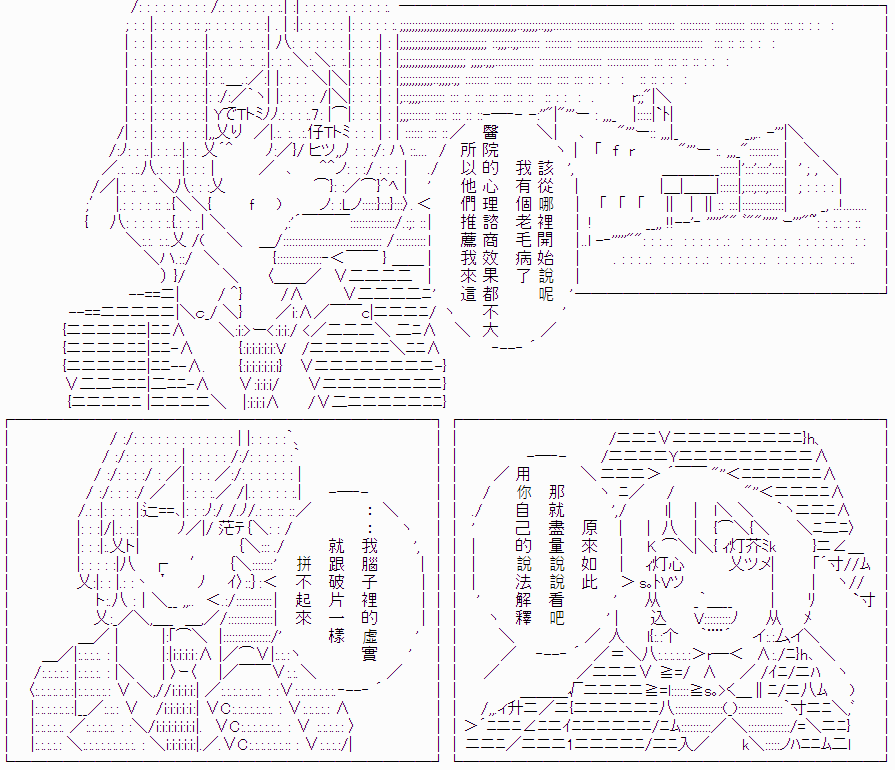 該從哪裡開始說呢
我有個老毛病了
醫院的心理諮商效果都不大
所以他們推薦我來這
原來如此
那就盡量說說看吧
用你自己的說法解釋
：：我腦子裡的虛實
就跟破片一樣
拼不起來